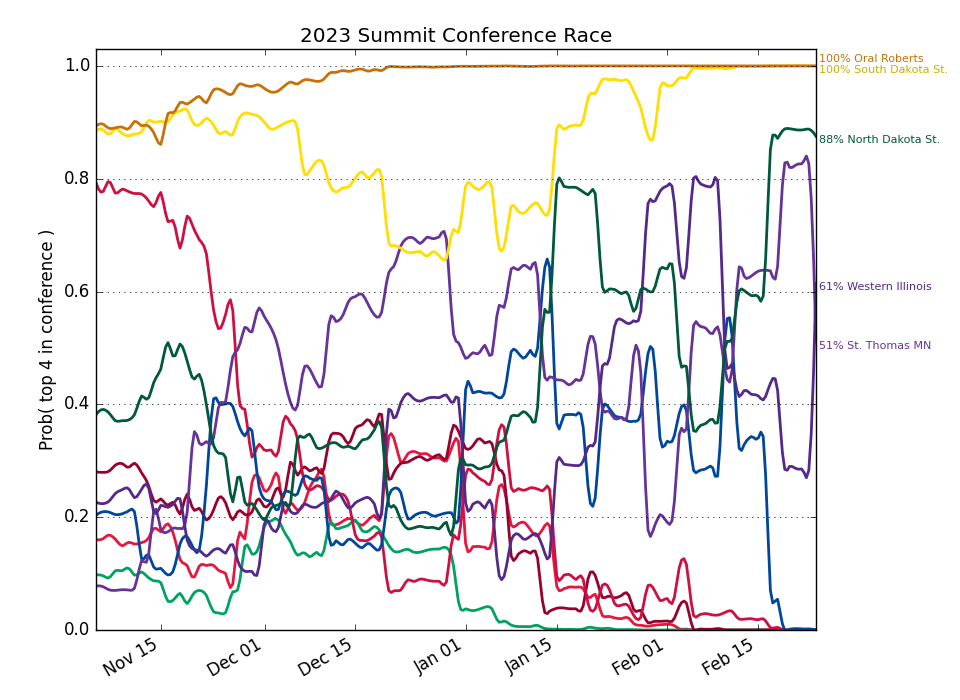 2023 Summit Conference Race
Prob( top 4 in conference )
1.0
0.8
0.6
0.4
0.2
0.0
Nov 15
Dec 01
Dec 15
Jan 01
Jan 15
Feb 01
Feb 15
100% Oral Roberts
100% South Dakota St.
88% North Dakota St.
61% Western Illinois
51% St. Thomas MN